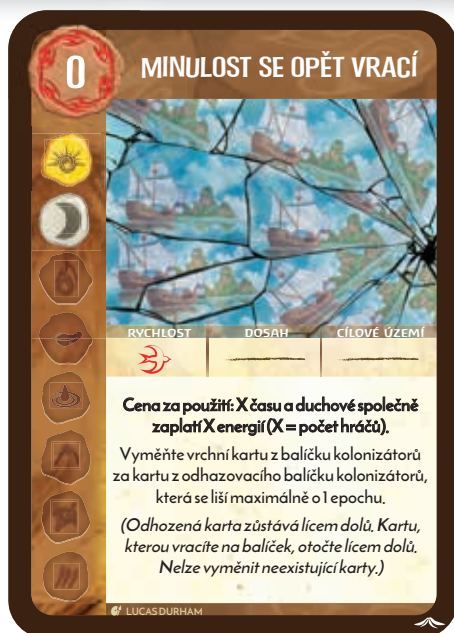 0
MINULOST SE OPĚT VRACÍ
RYCHLOST DOSAH CÍLOVÉ ÚZEMÍ
Cena za použití: X času a duchové společně
zaplatí X energií (X = počet hráčů).
Vyměňte vrchní kartu z balíčku kolonizátorů
za kartu z odhazovacího balíčku kolonizátorů,
která se liší maximálně o 1 epochu.
(Odhozená karta zůstává lícem dolů. Kartu,
kterou vracíte na balíček, otočte lícem dolů.
Nelze vyměnit neexistující karty.)
LUCAS DURHAM